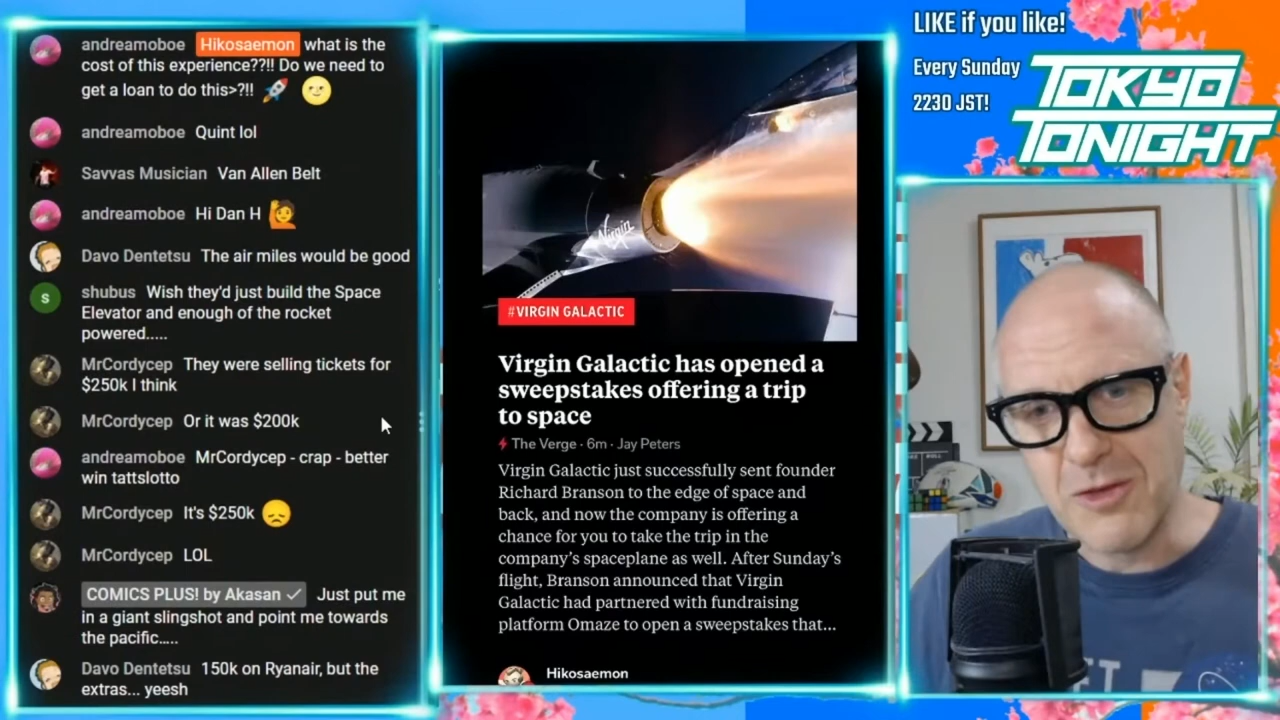 andreamoboe Hikosaemon what is the
cost of this experience??!! Do we need to
get a loan to do this>?!! 🚀 🌝
andreamoboe Quint lol
Savvas Musician Van Allen Belt
andreamoboe Hi Dan H 🙋
Davo Dentetsu The air miles would be good
S
shubus Wish they'd just build the Space
Elevator and enough of the rocket
powered.....
MrCordycep They were selling tickets for
$250k I think
MrCordycep Or it was $200k
andreamoboe MrCordycep - crap - better
win tattslotto
MrCordycep It's $250k 😞
MrCordycep LOL
COMICS PLUS! by Akasan ✓ Just put me
in a giant slingshot and point me towards
the pacific.....
Davo Dentetsu 150k on Ryanair, but the
extras... yeesh
Virgin
#VIRGIN GALACTIC
Virgin Galactic has opened a
sweepstakes offering a trip
to space
The Verge · 6m · Jay Peters
Virgin Galactic just successfully sent founder
Richard Branson to the edge of space and
back, and now the company is offering a
chance for you to take the trip in the
company's spaceplane as well. After Sunday's
flight, Branson announced that Virgin
Galactic had partnered with fundraising
platform Omaze to open a sweepstakes that...
Hikosaemon
LIKE if you like!
Every Sunday
2230 JST!
TOKYO
TONIGHT